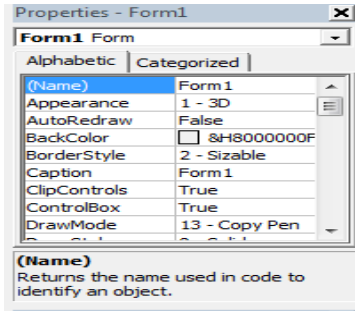 Properties - Form1
Form1 Form
Alphabetic Categorized
(Name) Form1
Appearance 1 - 3D
AutoRedraw False
BackColor &H8000000F
BorderStyle 2 - Sizable
Caption Form1
ClipControls True
ControlBox True
DrawMode 13 - Copy Pen
(Name)
Returns the name used in code to
identify an object.